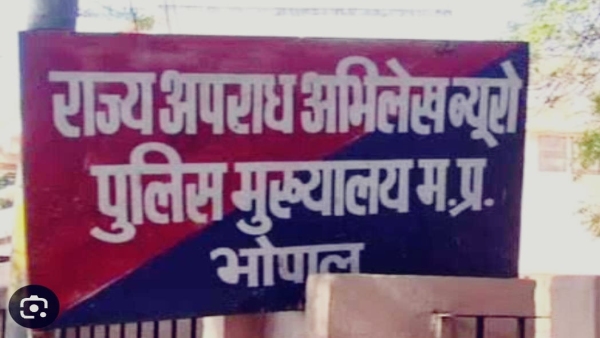 राज्य अपराध अभिलेख ब्यूरो
पुलिस मुख्यालय म.प्र.
भोपाल